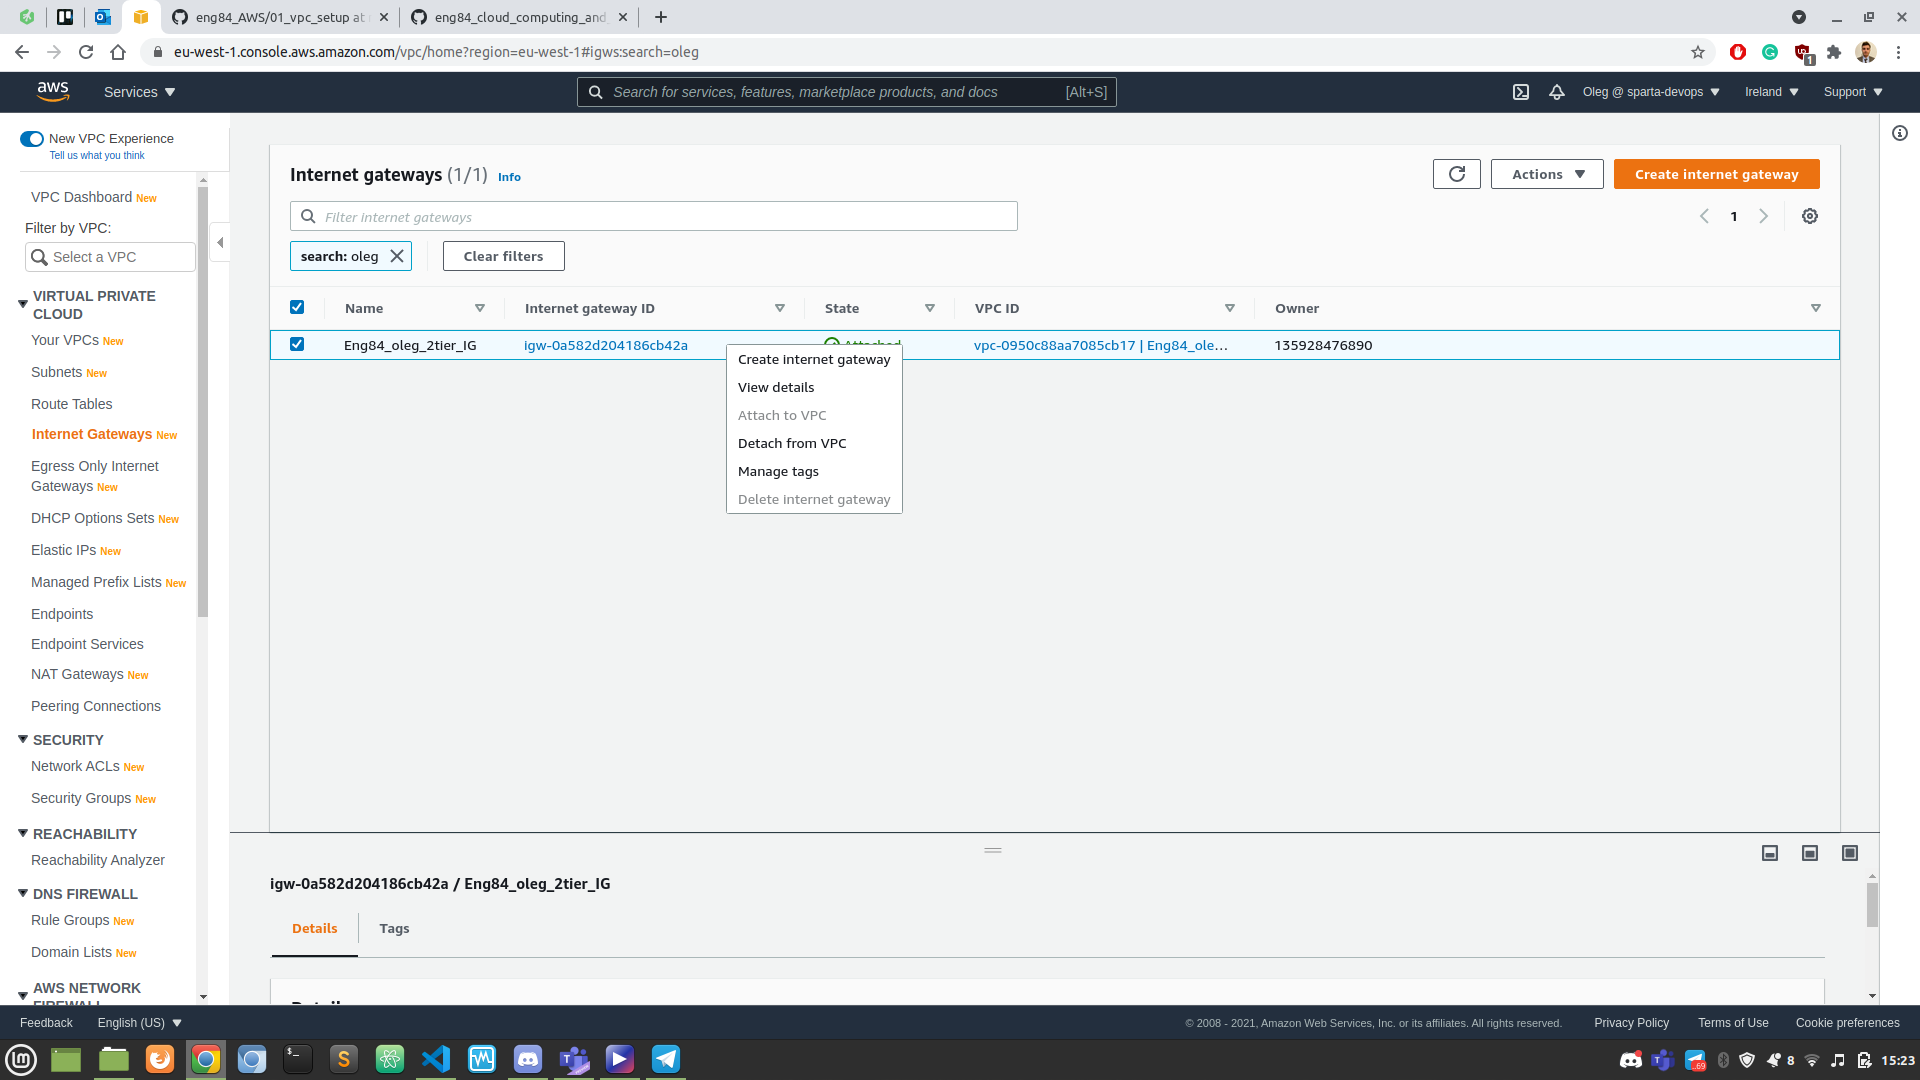 eng84_AWS/01_vpc_setup at
eng84_cloud_computing_and_
eu-west-1.console.aws.amazon.com/vpc/home?region=eu-west-1#igws:search=oleg
1
aws
Services
Search for services, features, marketplace products, and docs
[Alt+S]
Oleg @ sparta-devops
Ireland
Support
New VPC Experience
Tell us what you think
VPC Dashboard New
Filter by VPC:
Select a VPC
VIRTUAL PRIVATE
CLOUD
Your VPCs New
Subnets New
Route Tables
Internet Gateways New
Egress Only Internet
Gateways New
DHCP Options Sets New
Elastic IPs New
Managed Prefix Lists New
Endpoints
Endpoint Services
NAT Gateways New
Peering Connections
SECURITY
Network ACLs New
Security Groups New
REACHABILITY
Reachability Analyzer
DNS FIREWALL
Rule Groups New
Domain Lists New
AWS NETWORK
FIREWALL
Internet gateways (1/1) Info
Actions
Create internet gateway
Filter internet gateways
1
search: oleg
Clear filters
Name
Internet gateway ID
State
VPC ID
Owner
Eng84_oleg_2tier_IG
igw-0a582d204186cb42a
Attached
vpc-0950c88aa7085cb17 | Eng84_ole…
135928476890
Create internet gateway
View details
Attach to VPC
Detach from VPC
Manage tags
Delete internet gateway
igw-0a582d204186cb42a / Eng84_oleg_2tier_IG
Details
Tags
Details
Feedback
English (US)
© 2008 - 2021, Amazon Web Services, Inc. or its affiliates. All rights reserved.
Privacy Policy
Terms of Use
Cookie preferences
8
15:23